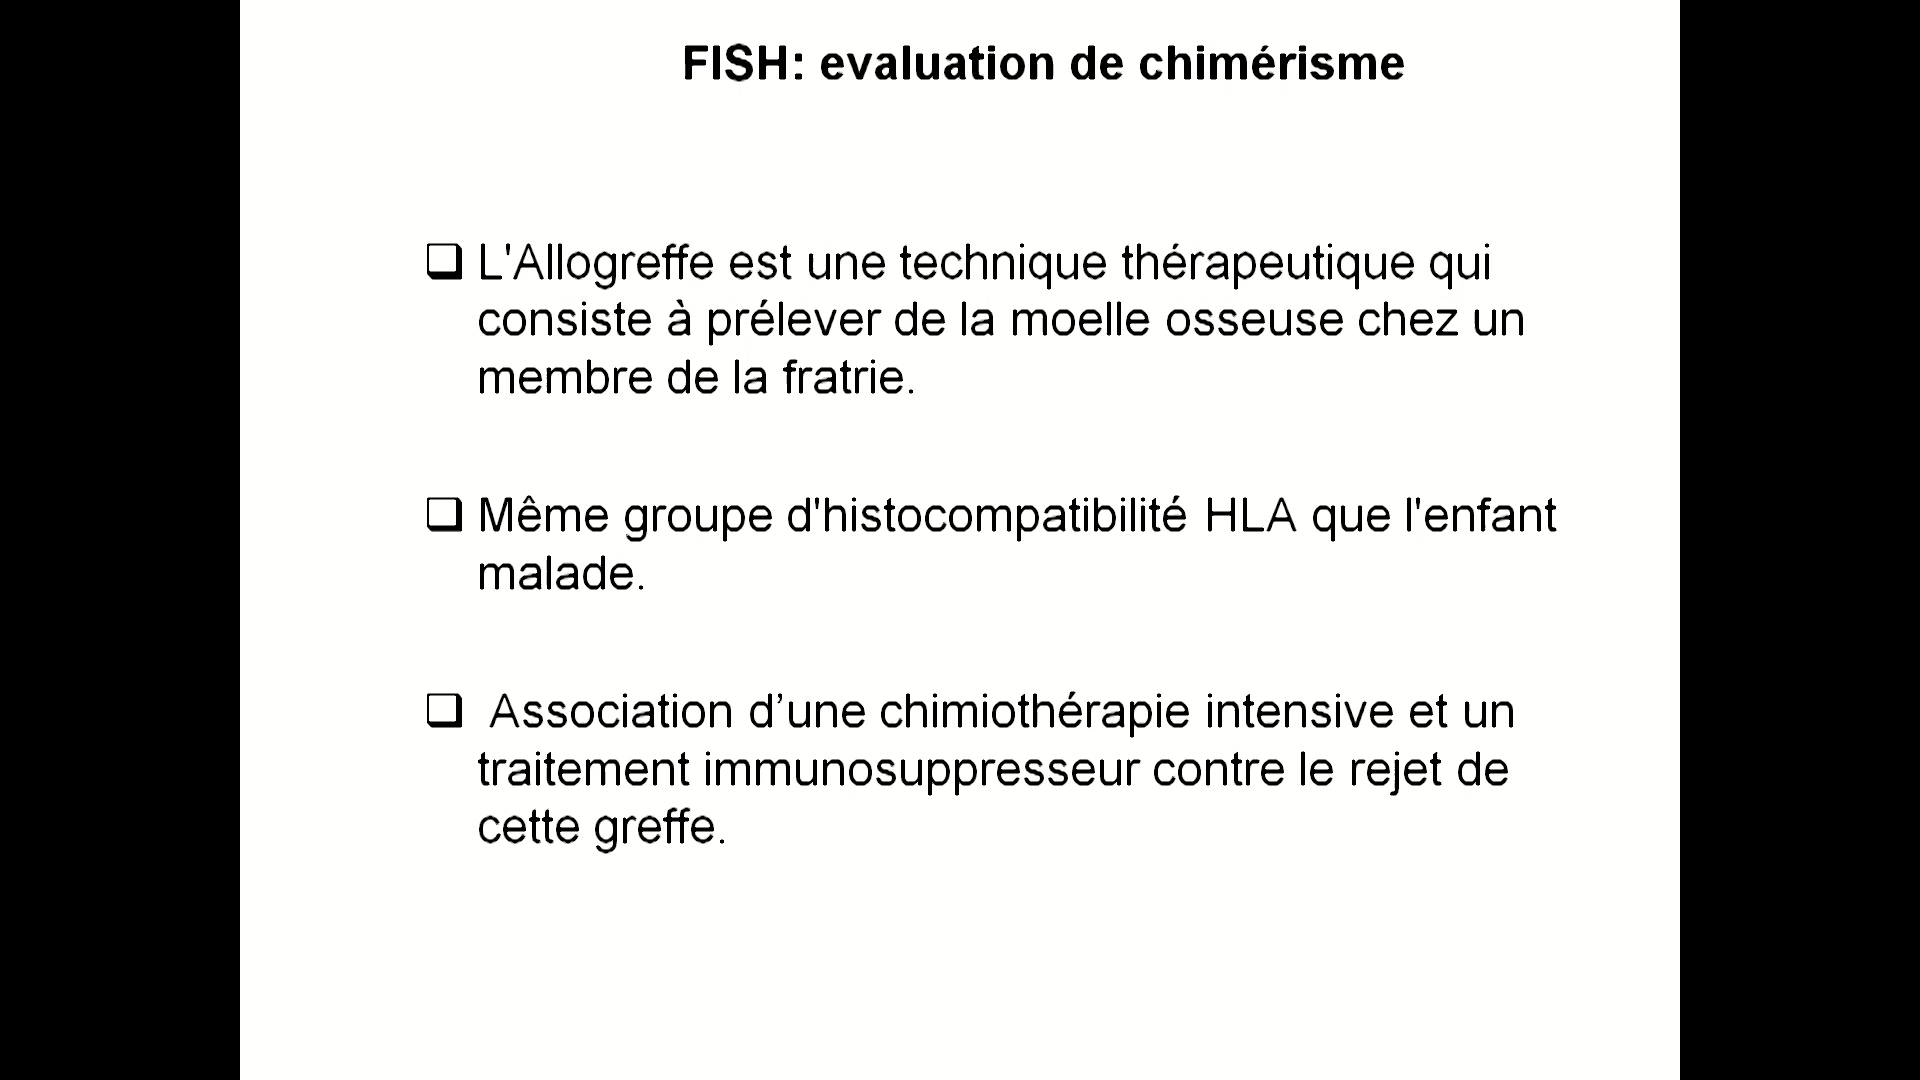 FISH: evaluation de chimérisme
❑ L'Allogreffe est une technique thérapeutique qui
consiste à prélever de la moelle osseuse chez un
membre de la fratrie.
❑ Même groupe d'histocompatibilité HLA que l'enfant
malade.
❑ Association d’une chimiothérapie intensive et un
traitement immunosuppresseur contre le rejet de
cette greffe.